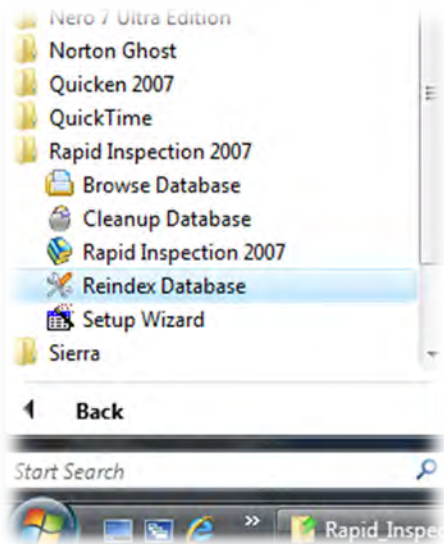 Nero 7 Ultra Edition
Norton Ghost
Quicken 2007
QuickTime
Rapid Inspection 2007
Browse Database
Cleanup Database
Rapid Inspection 2007
Reindex Database
Setup Wizard
Sierra
Back
Start Search
» Rapid_Inspec